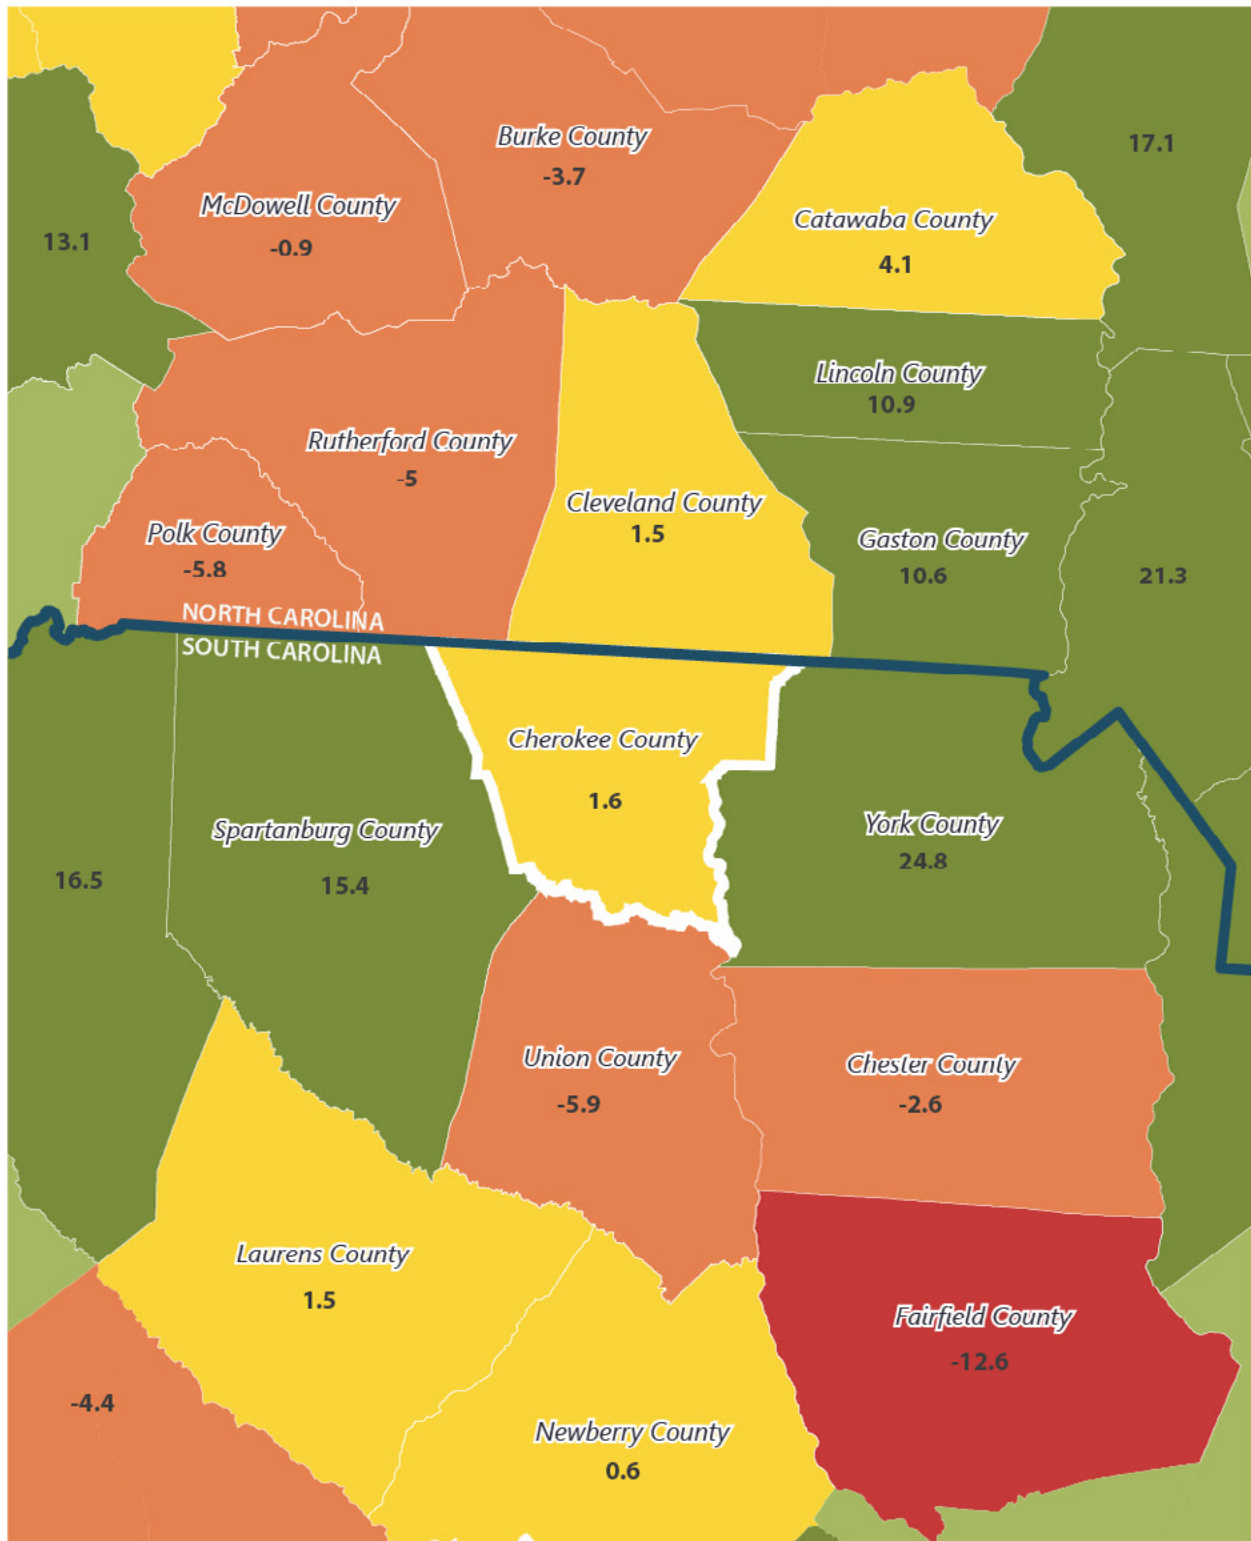 Burke County
-3.7
17.1
McDowell County
-0.9
13.1
Catawaba County
4.1
Lincoln County
10.9
Rutherford County
-5
Cleveland County
1.5
Polk County
-5.8
Gaston County
10.6
21.3
NORTH CAROLINA
SOUTH CAROLINA
Cherokee County
1.6
Spartanburg County
15.4
16.5
York County
24.8
Union County
-5.9
Chester County
-2.6
Laurens County
1.5
Fairfield County
-12.6
-4.4
Newberry County
0.6